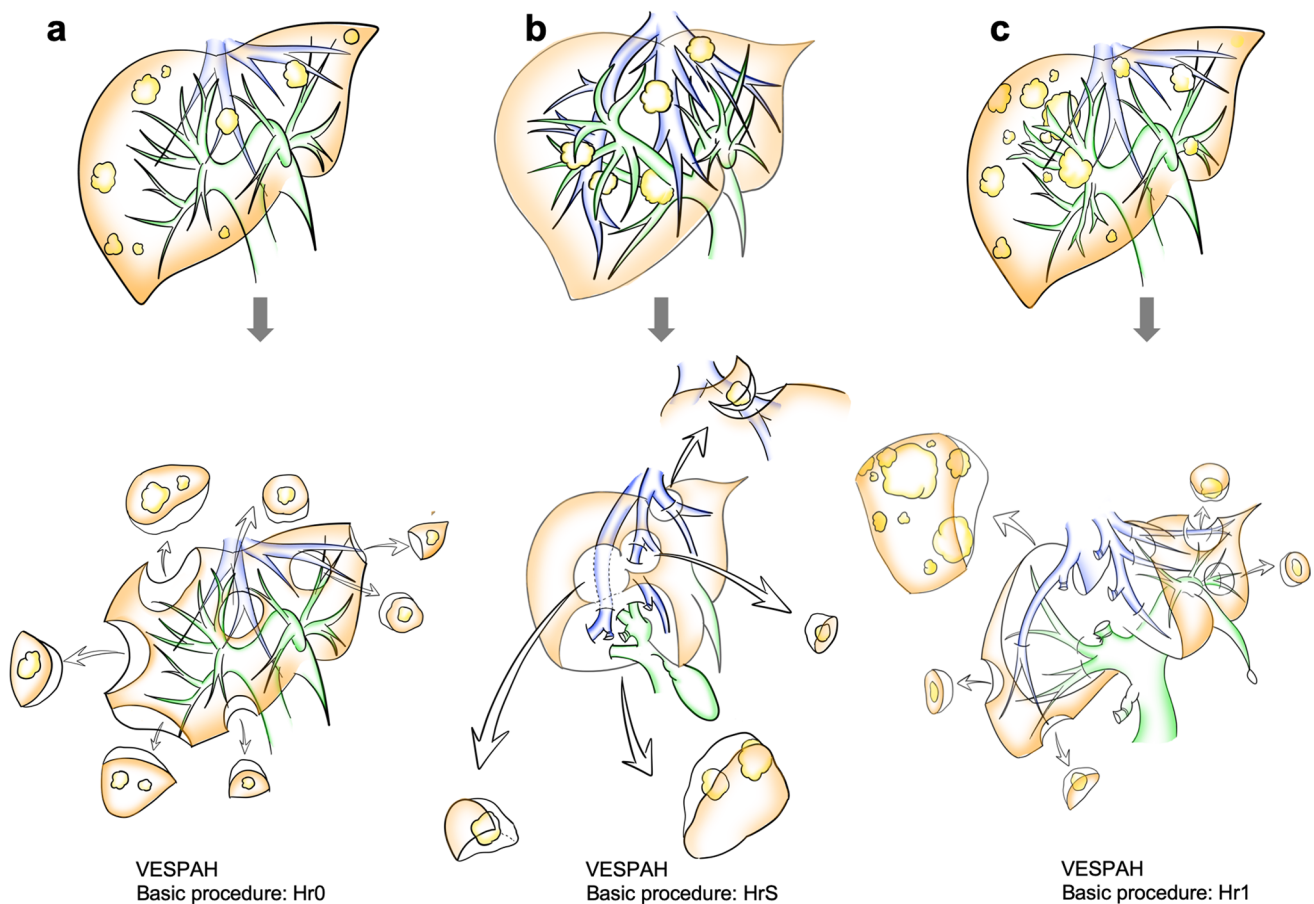 a
b
c
VESPAH
Basic procedure: Hr0
VESPAH
Basic procedure: HrS
VESPAH
Basic procedure: Hr1